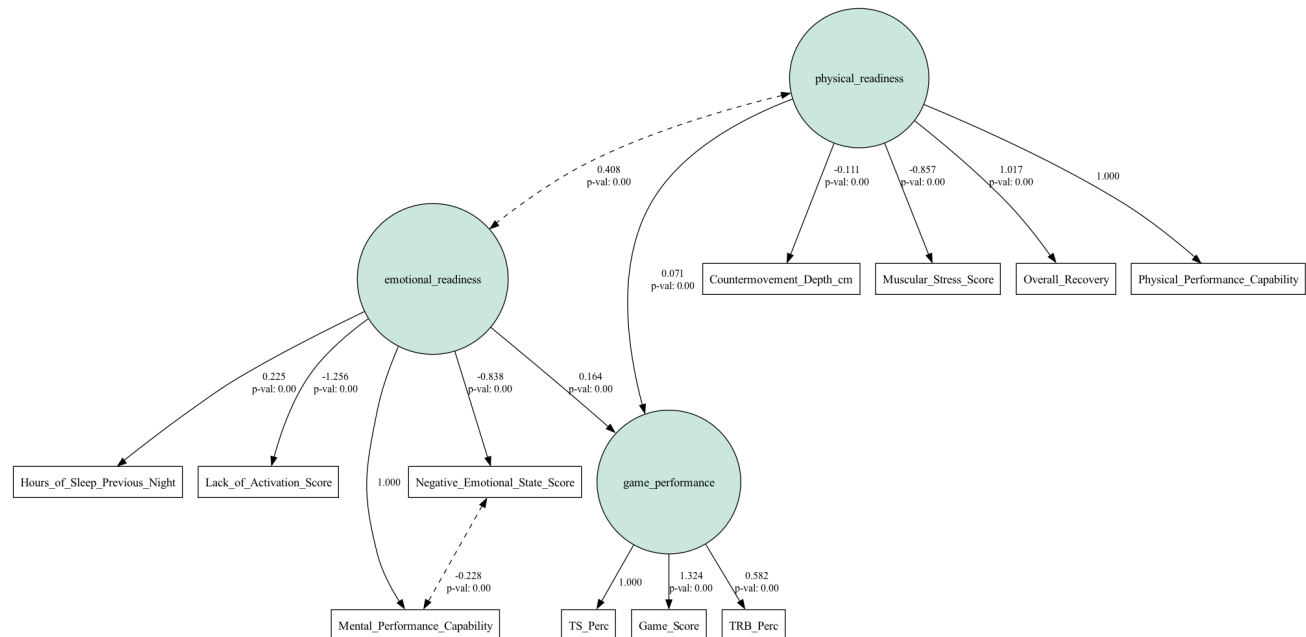 physical_readiness
0.408
p-val: 0.00
-0.111
p-val: 0.00
-0.857
p-val: 0.00
1.017
p-val: 0.00
1.000
emotional_readiness
0.071
p-val: 0.00
Countermovement_Depth_cm
Muscular_Stress_Score
Overall_Recovery
Physical_Performance_Capability
0.225
p-val: 0.00
-1.256
p-val: 0.00
-0.838
p-val: 0.00
0.164
p-val: 0.00
Hours_of_Sleep_Previous_Night
Lack_of_Activation_Score
1.000
Negative_Emotional_State_Score
game_performance
-0.228
p-val: 0.00
1.000
1.324
p-val: 0.00
0.582
p-val: 0.00
Mental_Performance_Capability
TS_Perc
Game_Score
TRB_Perc